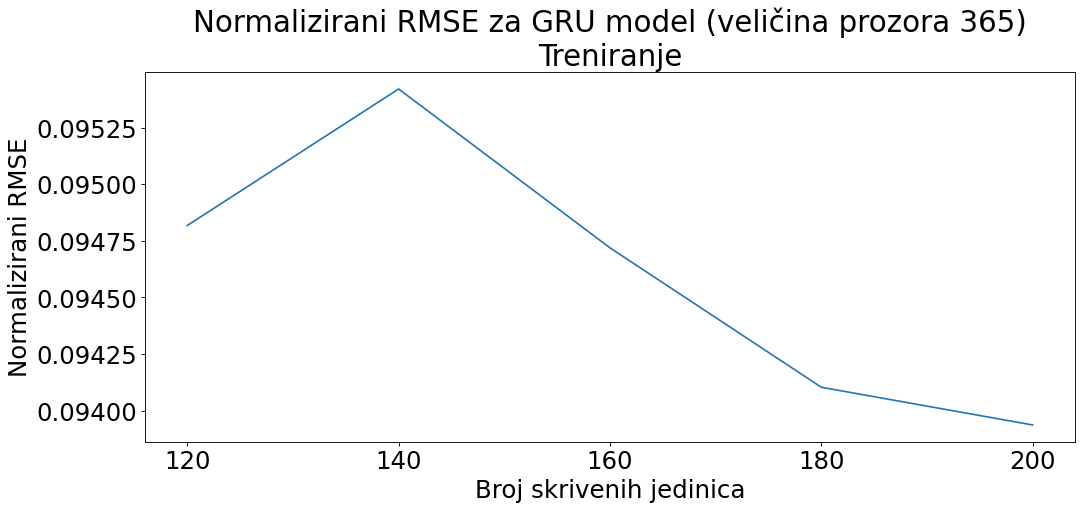 Normalizirani RMSE za GRU model (veličina prozora 365)
Treniranje
Normalizirani RMSE
0.09525
0.09500
0.09475
0.09450
0.09425
0.09400
120 140 160 180 200
Broj skrivenih jedinica